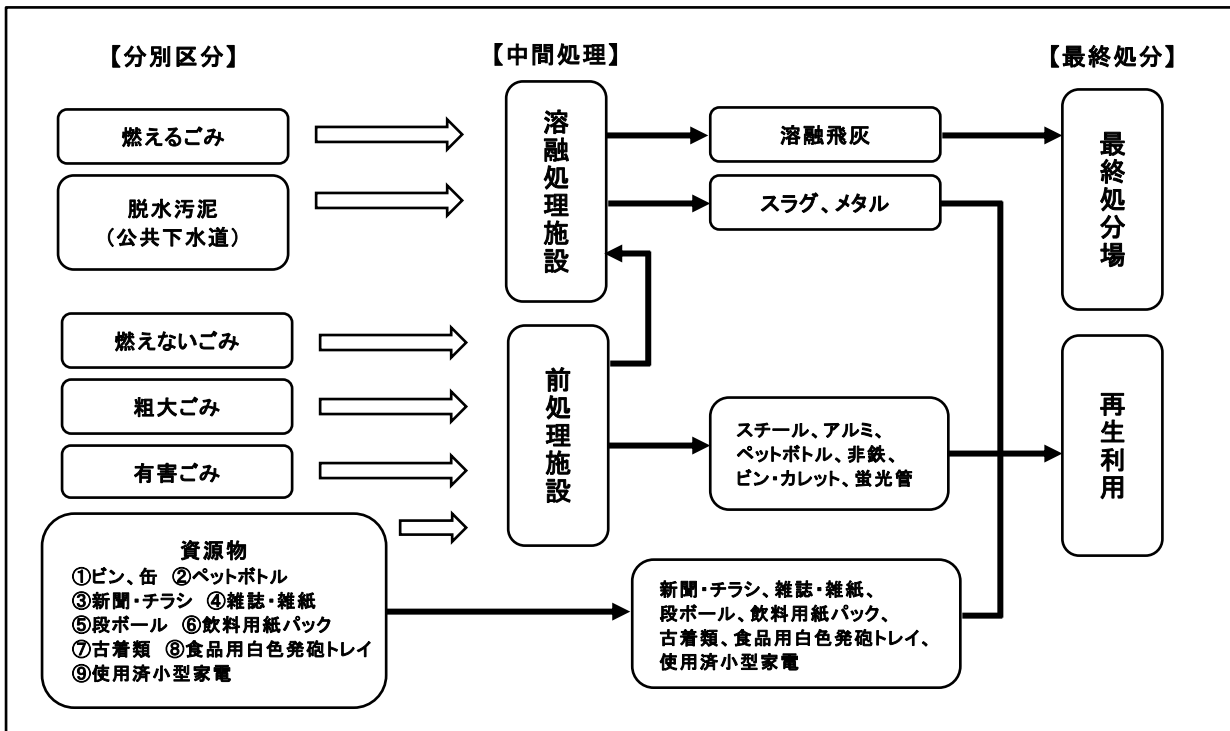 【分別区分】
【中間処理】
【最終処分】
燃えるごみ
脱水汚泥
(公共下水道)
燃えないごみ
粗大ごみ
有害ごみ
資源物
①ビン、缶 ②ペットボトル
③新聞・チラシ ④雑誌・雑紙
⑤段ボール ⑥飲料用紙パック
⑦古着類 ⑧食品用白色発砲トレイ
⑨使用済小型家電
溶融処理施設
前処理施設
溶融飛灰
スラグ、メタル
スチール、アルミ、
ペットボトル、非鉄、
ビン・カレット、蛍光管
新聞・チラシ、雑誌・雑紙、
段ボール、飲料用紙パック、
古着類、食品用白色発砲トレイ、
使用済小型家電
最終処分場
再生利用